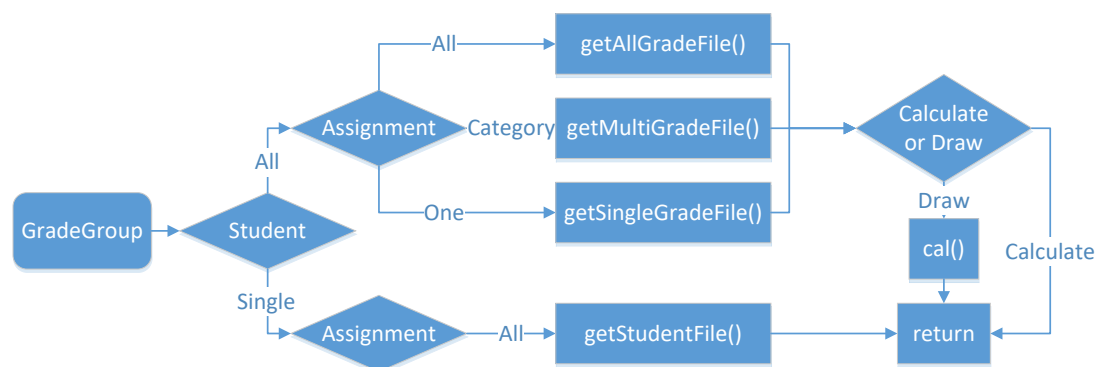 All
getAllGradeFile()
Assignment
Category
getMultiGradeFile()
Calculate
or Draw
All
One
getSingleGradeFile()
Draw
GradeGroup
Student
cal()
Calculate
Single
Assignment
All
getStudentFile()
return